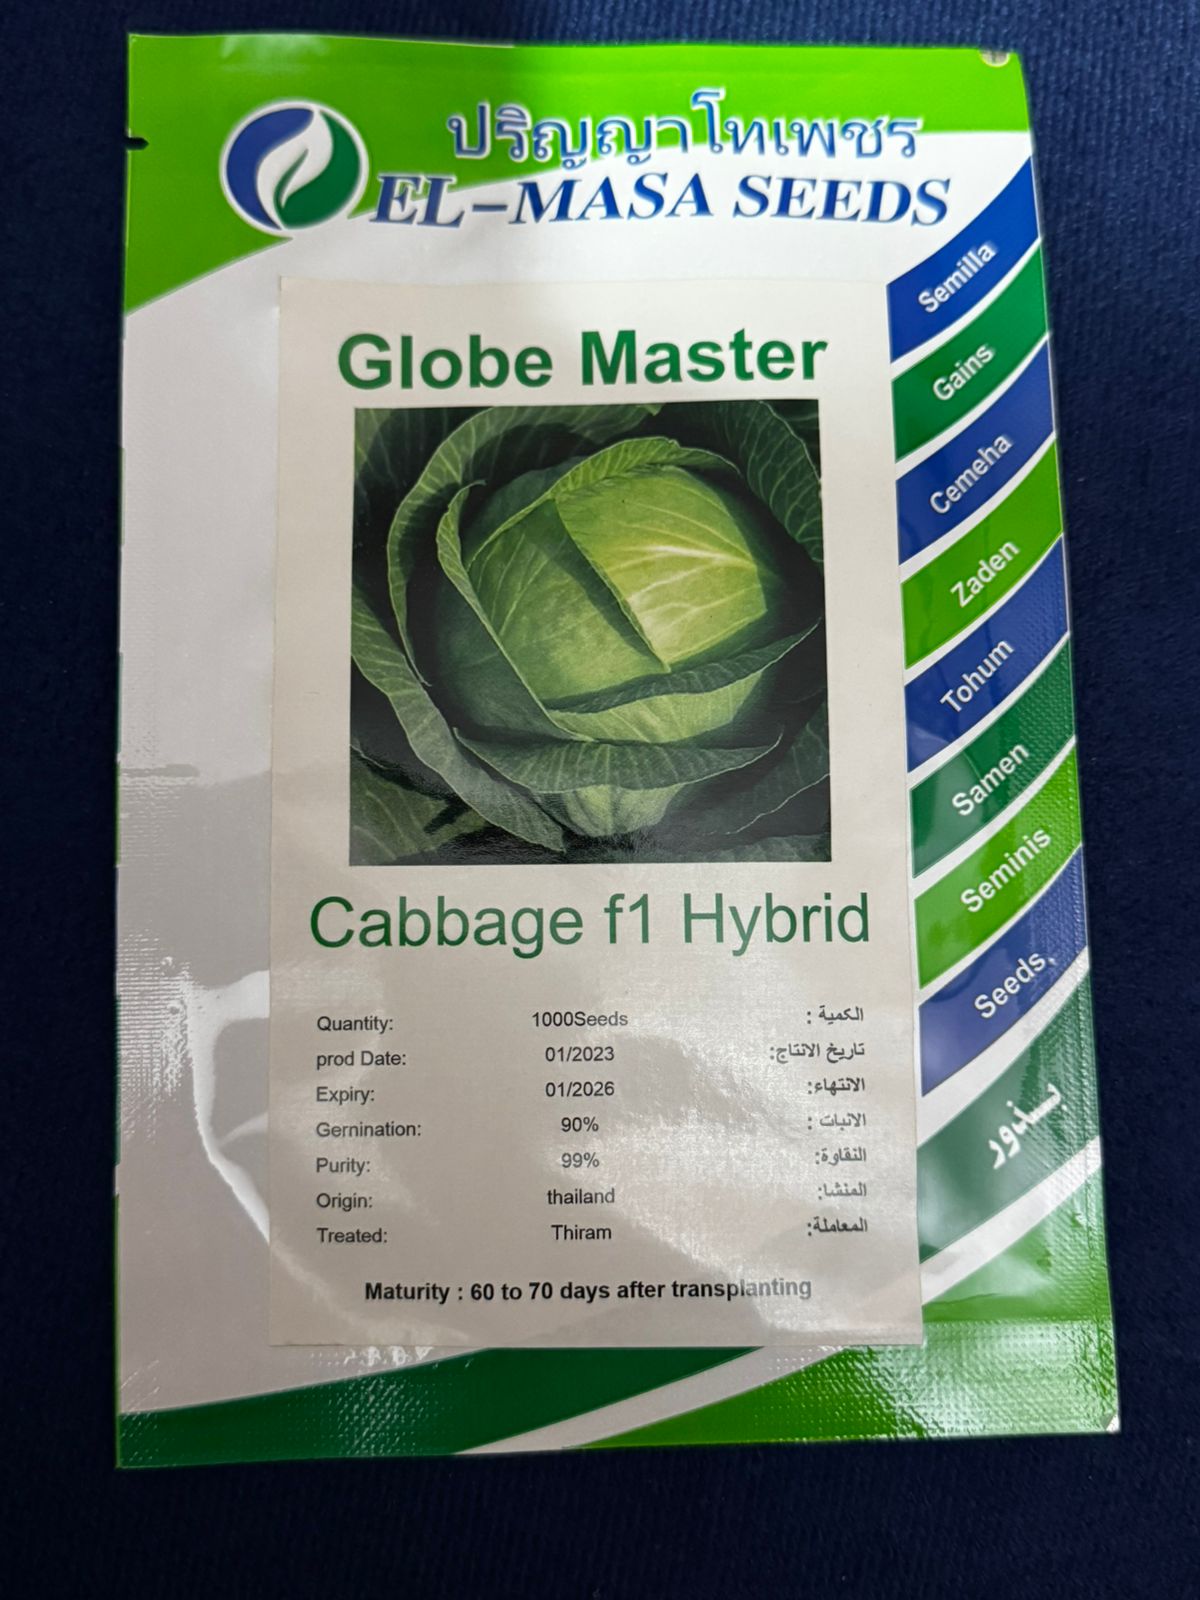 ปริญญาโทเพชร
EL-MASA SEEDS
Semilla
Gains
Cemeha
Zaden
Tohum
Samen
Seminis
Seeds
بذور
Globe Master
Cabbage f1 Hybrid
Quantity: 1000Seeds الكمية :
prod Date: 01/2023 تاريخ الانتاج:
Expiry: 01/2026 الانتهاء:
Gernination: 90% الانبات :
Purity: 99% النقاوة:
Origin: thailand المنشا:
Treated: Thiram المعاملة:
Maturity : 60 to 70 days after transplanting